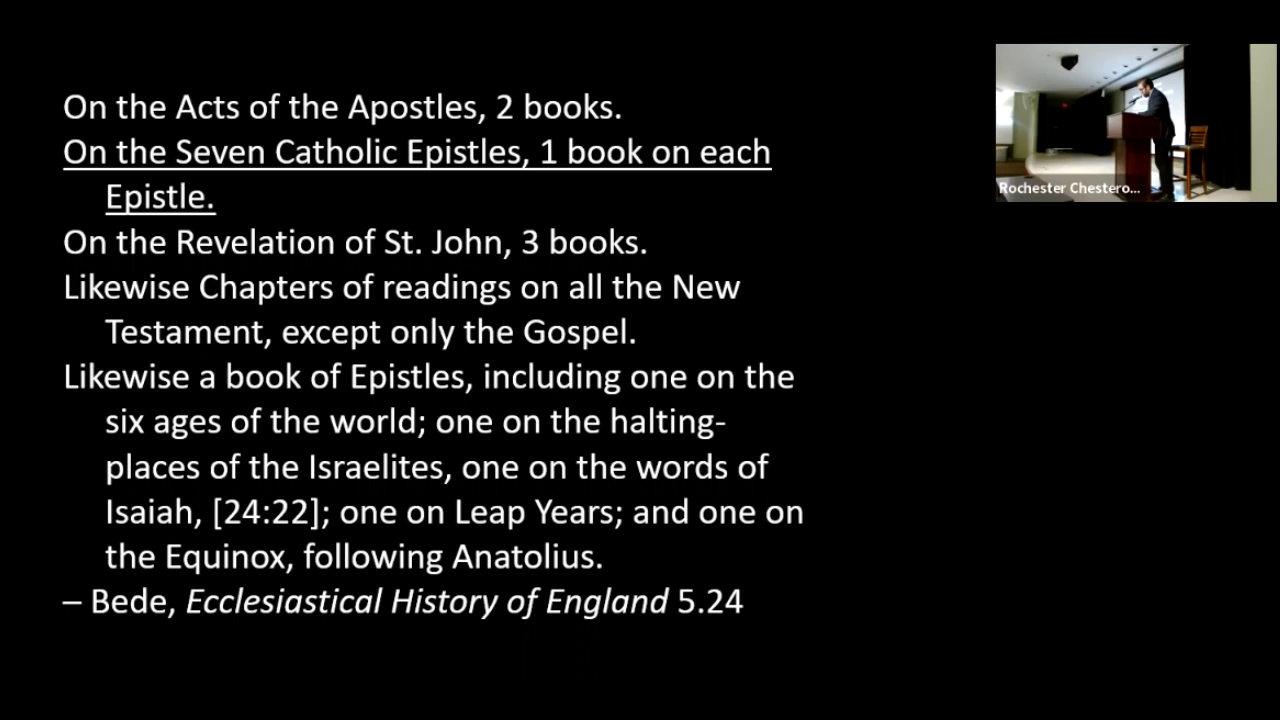 On the Acts of the Apostles, 2 books.
On the Seven Catholic Epistles, 1 book on each
Epistle.
On the Revelation of St. John, 3 books.
Likewise Chapters of readings on all the New
Testament, except only the Gospel.
Likewise a book of Epistles, including one on the
six ages of the world; one on the halting-
places of the Israelites, one on the words of
Isaiah, [24:22]; one on Leap Years; and one on
the Equinox, following Anatolius.
– Bede, Ecclesiastical History of England 5.24
Rochester Chestero...